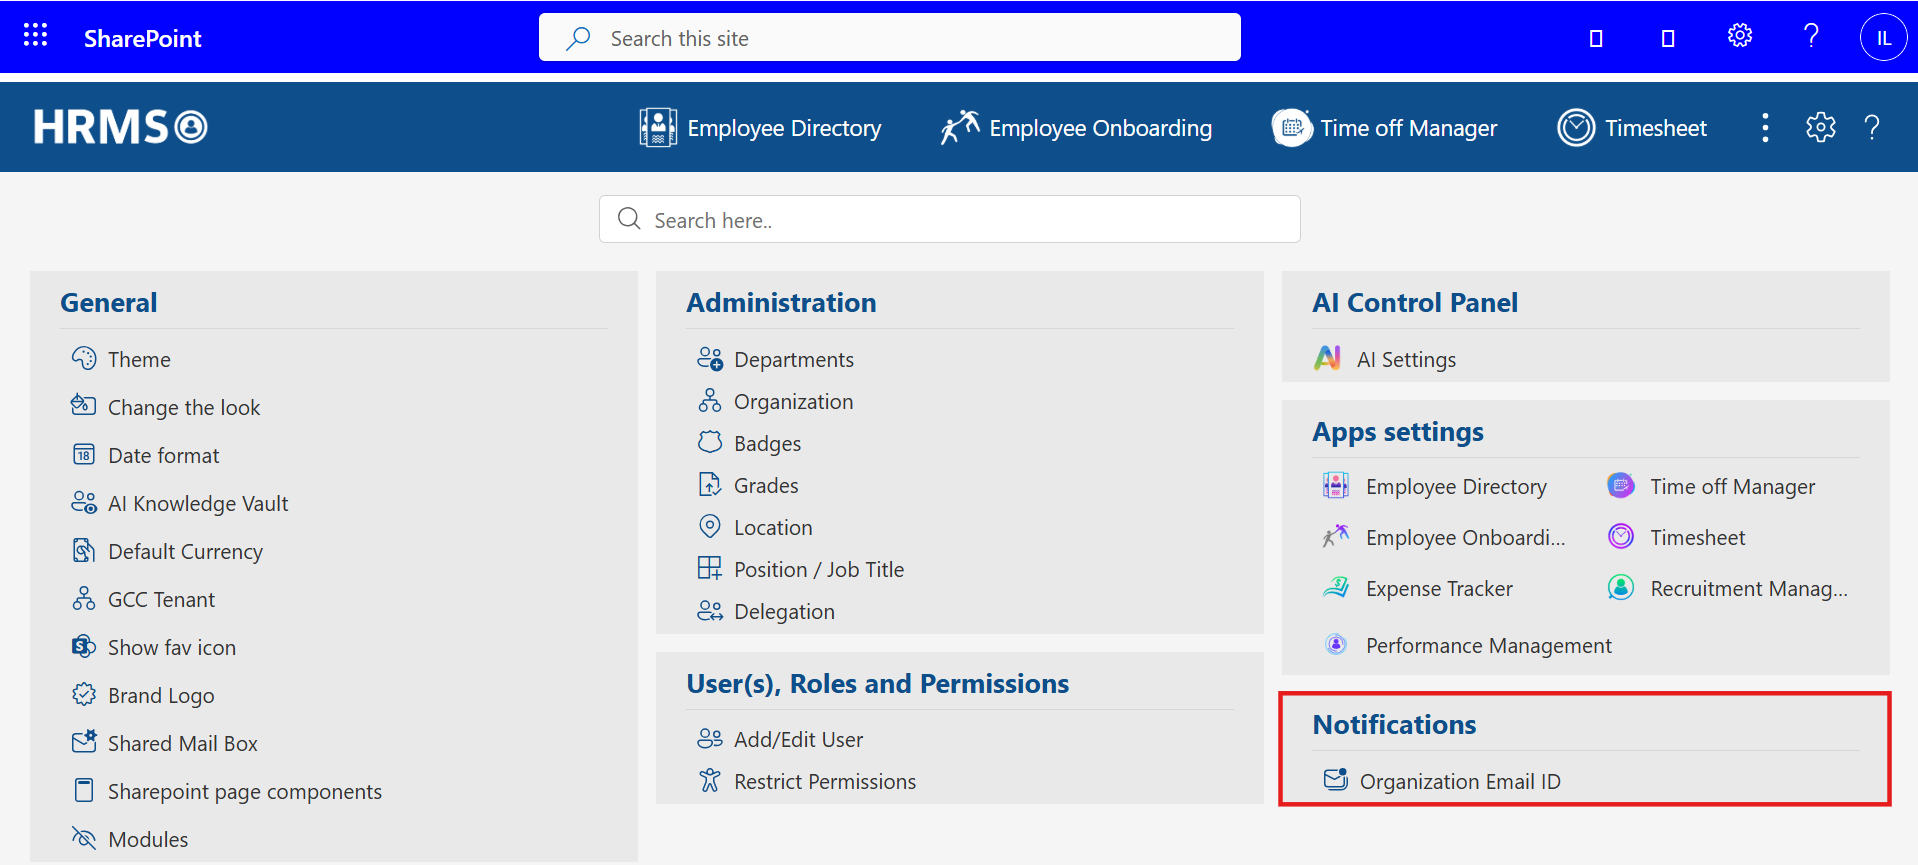 SharePoint
Search this site
IL
HRMS
Employee Directory
Employee Onboarding
Time off Manager
Timesheet
Search here..
General
Theme
Change the look
18
Date format
AI Knowledge Vault
Default Currency
GCC Tenant
Show fav icon
Brand Logo
Shared Mail Box
Sharepoint page components
Modules
Administration
Departments
Organization
Badges
Grades
Location
Position / Job Title
Delegation
User(s), Roles and Permissions
Add/Edit User
Restrict Permissions
AI Control Panel
AI AI Settings
Apps settings
Employee Directory
Time off Manager
Employee Onboardi...
Timesheet
Expense Tracker
Recruitment Manag...
Performance Management
Notifications
Organization Email ID